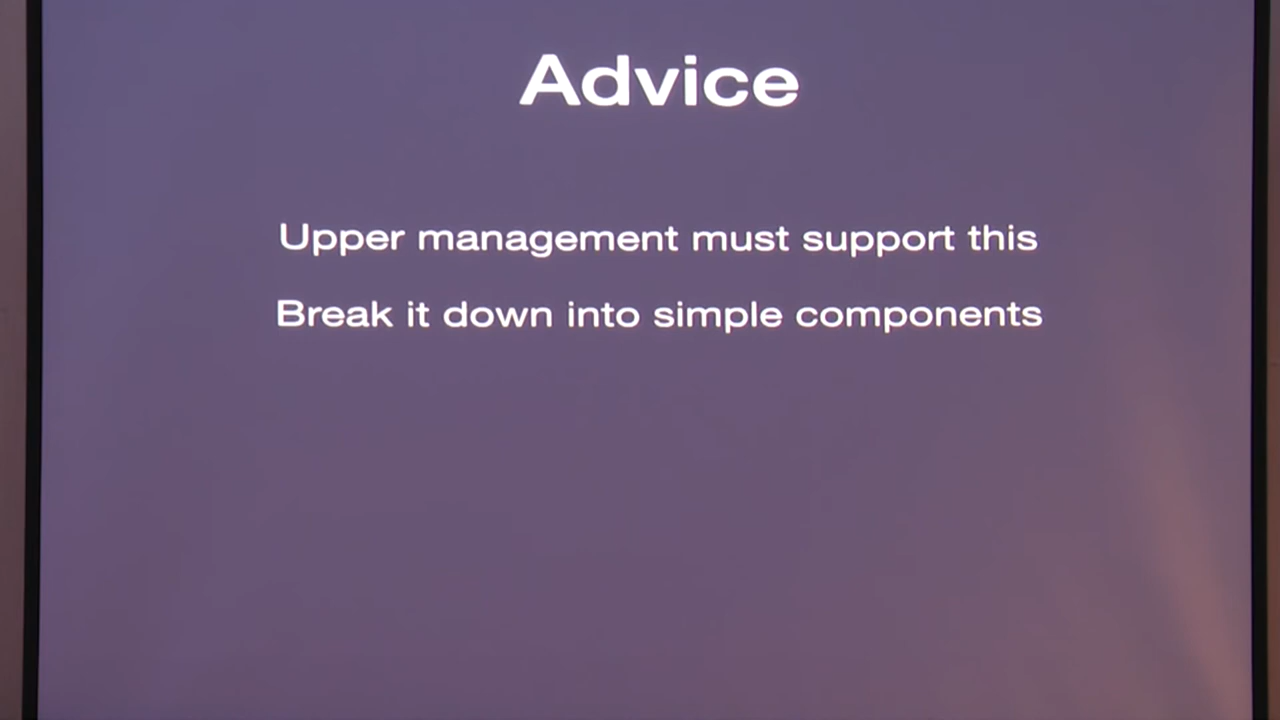 Advice
Upper management must support this
Break it down into simple components